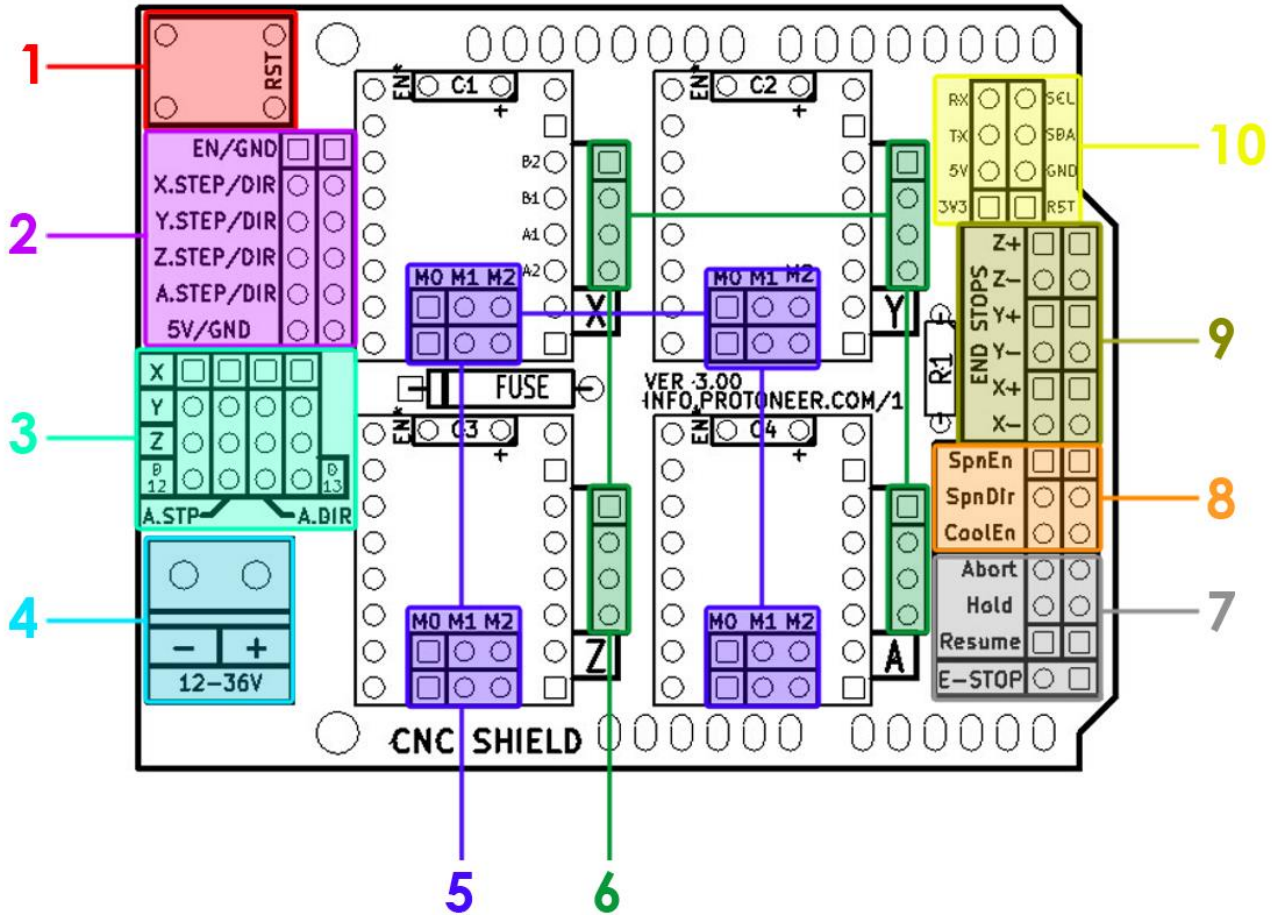 1
RST
2
EN/GND
X.STEP/DIR
Y.STEP/DIR
Z.STEP/DIR
A.STEP/DIR
5V/GND
3
X
Y
Z
D 12
D 13
A.STP
A.DIR
4
- +
12-36V
EN*
C1
+
B2
B1
A1
A2
M0 M1 M2
X
EN*
C2
+
M0 M1 M2
Y
FUSE
VER 3.00
INFO.PROTONEER.COM/1
R1
EN*
C3
+
M0 M1 M2
Z
EN*
C4
+
M0 M1 M2
A
CNC SHIELD
5
6
RX SCL
TX SDA
5V GND
3V3 RST
10
END STOPS
Z+
Z-
Y+
Y-
X+
X-
9
SpnEn
SpnDir
CoolEn
8
Abort
Hold
Resume
E-STOP
7